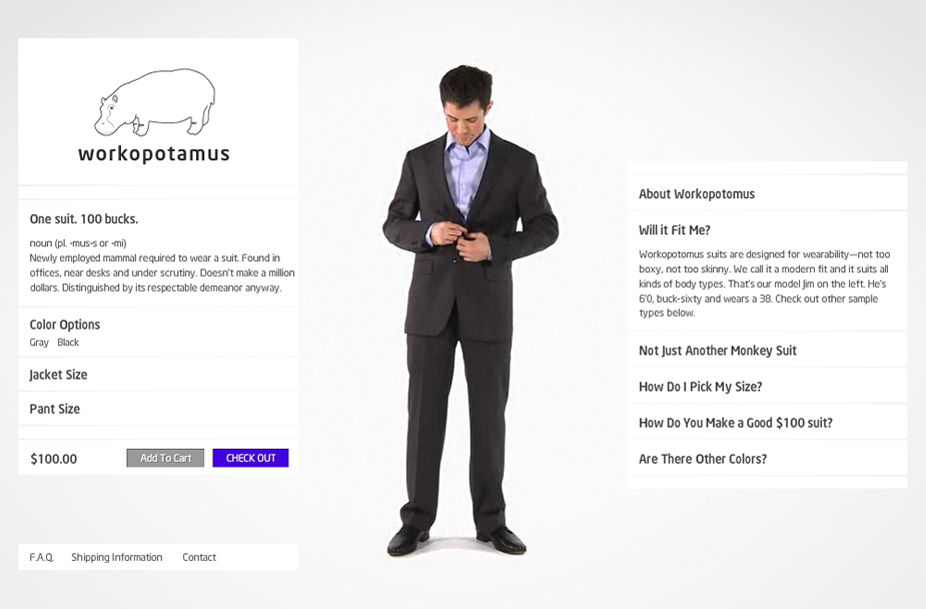 workopotamus
One suit. 100 bucks.
noun (pl. -mus·s or -mi)
Newly employed mammal required to wear a suit. Found in
offices, near desks and under scrutiny. Doesn't make a million
dollars. Distinguished by its respectable demeanor anyway.
Color Options
Gray Black
Jacket Size
Pant Size
$100.00 Add To Cart CHECK OUT
F.A.Q. Shipping Information Contact
About Workopotomus
Will it Fit Me?
Workopotomus suits are designed for wearability—not too
boxy, not too skinny. We call it a modern fit and it suits all
kinds of body types. That's our model Jim on the left. He's
6'0, buck-sixty and wears a 38. Check out other sample
types below.
Not Just Another Monkey Suit
How Do I Pick My Size?
How Do You Make a Good $100 suit?
Are There Other Colors?